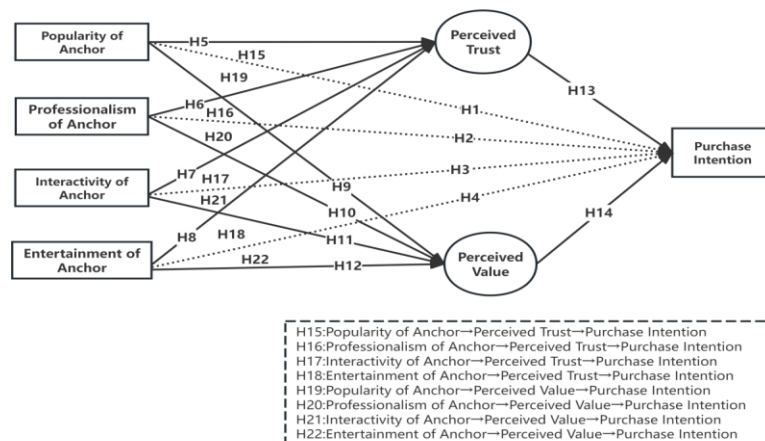 Popularity of
Anchor
Professionalism
of Anchor
Interactivity of
Anchor
Entertainment of
Anchor
Perceived
Trust
Perceived
Value
Purchase
Intention
H5
H15
H19
H6
H16
H20
H7
H17
H21
H8
H18
H22
H9
H10
H11
H12
H1
H2
H3
H4
H13
H14
H15:Popularity of Anchor→Perceived Trust→Purchase Intention
H16:Professionalism of Anchor→Perceived Trust→Purchase Intention
H17:Interactivity of Anchor→Perceived Trust→Purchase Intention
H18:Entertainment of Anchor→Perceived Trust→Purchase Intention
H19:Popularity of Anchor→Perceived Value→Purchase Intention
H20:Professionalism of Anchor→Perceived Value→Purchase Intention
H21:Interactivity of Anchor→Perceived Value→Purchase Intention
H22:Entertainment of Anchor→Perceived Value→Purchase Intention